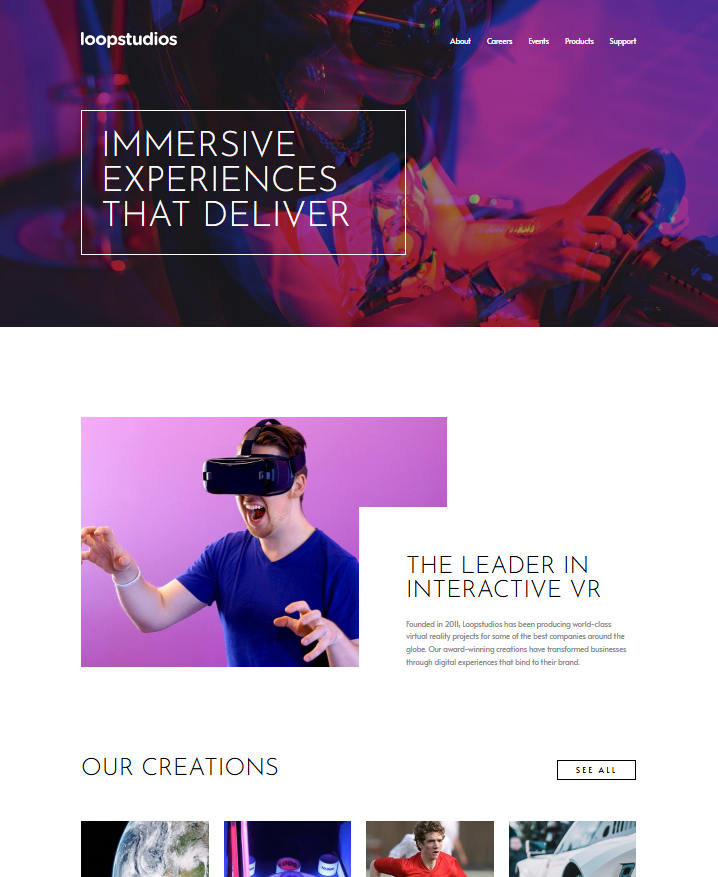 loopstudios
About Careers Events Products Support
IMMERSIVE
EXPERIENCES
THAT DELIVER
THE LEADER IN
INTERACTIVE VR
Founded in 2011, Loopstudios has been producing world-class
virtual reality projects for some of the best companies around the
globe. Our award-winning creations have transformed businesses
through digital experiences that bind to their brand.
OUR CREATIONS
SEE ALL